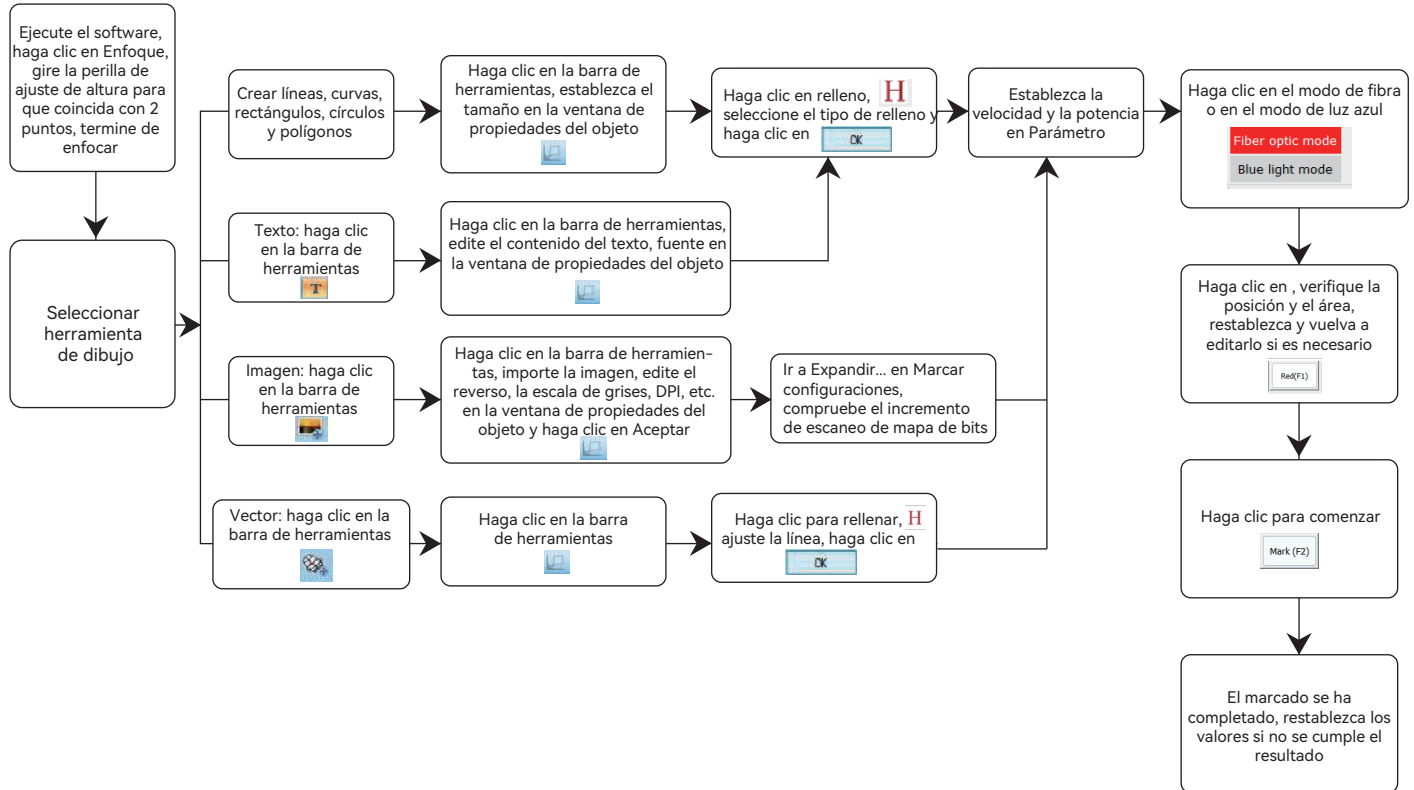 Ejecute el software,
haga clic en Enfoque,
gire la perilla de
ajuste de altura para
que coincida con 2
puntos, termine de
enfocar
Seleccionar
herramienta
de dibujo
Crear líneas, curvas,
rectángulos, círculos
y polígonos
Haga clic en la barra de
herramientas, establezca el
tamaño en la ventana de
propiedades del objeto
Haga clic en relleno, H
seleccione el tipo de relleno y
haga clic en OK
Texto: haga clic
en la barra de
herramientas
T
Haga clic en la barra de herramientas,
edite el contenido del texto, fuente en
la ventana de propiedades del objeto
Imagen: haga clic
en la barra de
herramientas
Haga clic en la barra de herramien-
tas, importe la imagen, edite el
reverso, la escala de grises, DPI, etc.
en la ventana de propiedades del
objeto y haga clic en Aceptar
Ir a Expandir... en Marcar
configuraciones,
compruebe el incremento
de escaneo de mapa de bits
Vector: haga clic en la
barra de herramientas
Haga clic en la barra
de herramientas
Haga clic para rellenar, H
ajuste la línea, haga clic en
OK
Establezca la
velocidad y la potencia
en Parámetro
Haga clic en el modo de fibra
o en el modo de luz azul
Fiber optic mode
Blue light mode
Haga clic en , verifique la
posición y el área,
restablezca y vuelva a
editarlo si es necesario
Red(F1)
Haga clic para comenzar
Mark (F2)
El marcado se ha
completado, restablezca los
valores si no se cumple el
resultado